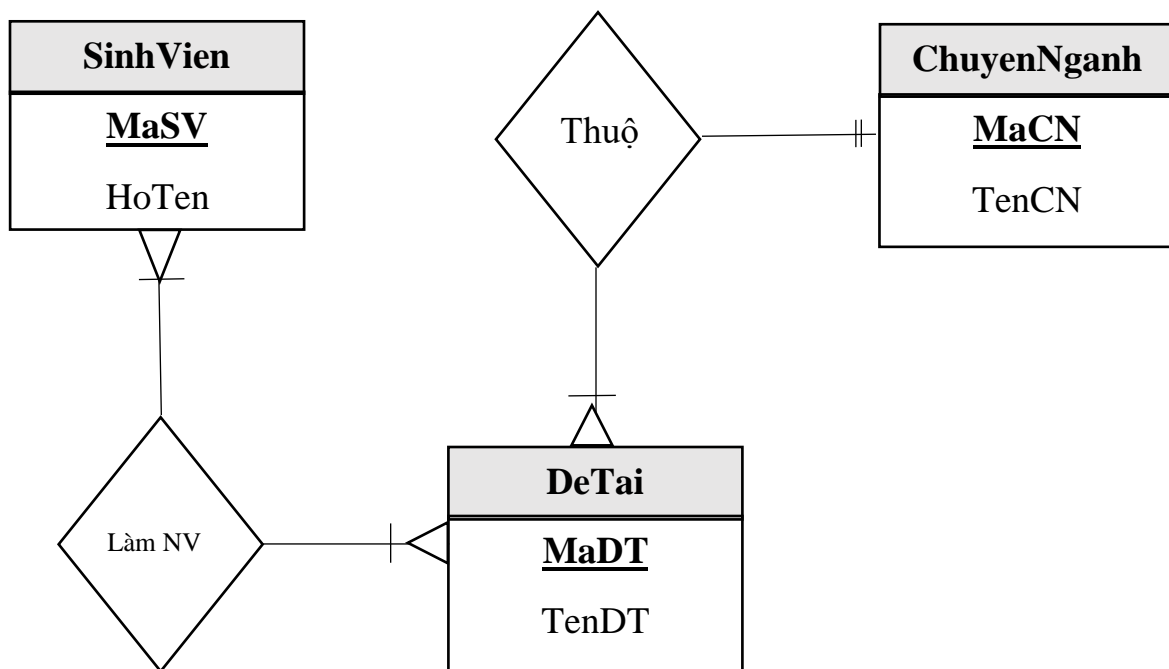 SinhVien
MaSV
HoTen
Thuộ
ChuyenNganh
MaCN
TenCN
Làm NV
DeTai
MaDT
TenDT